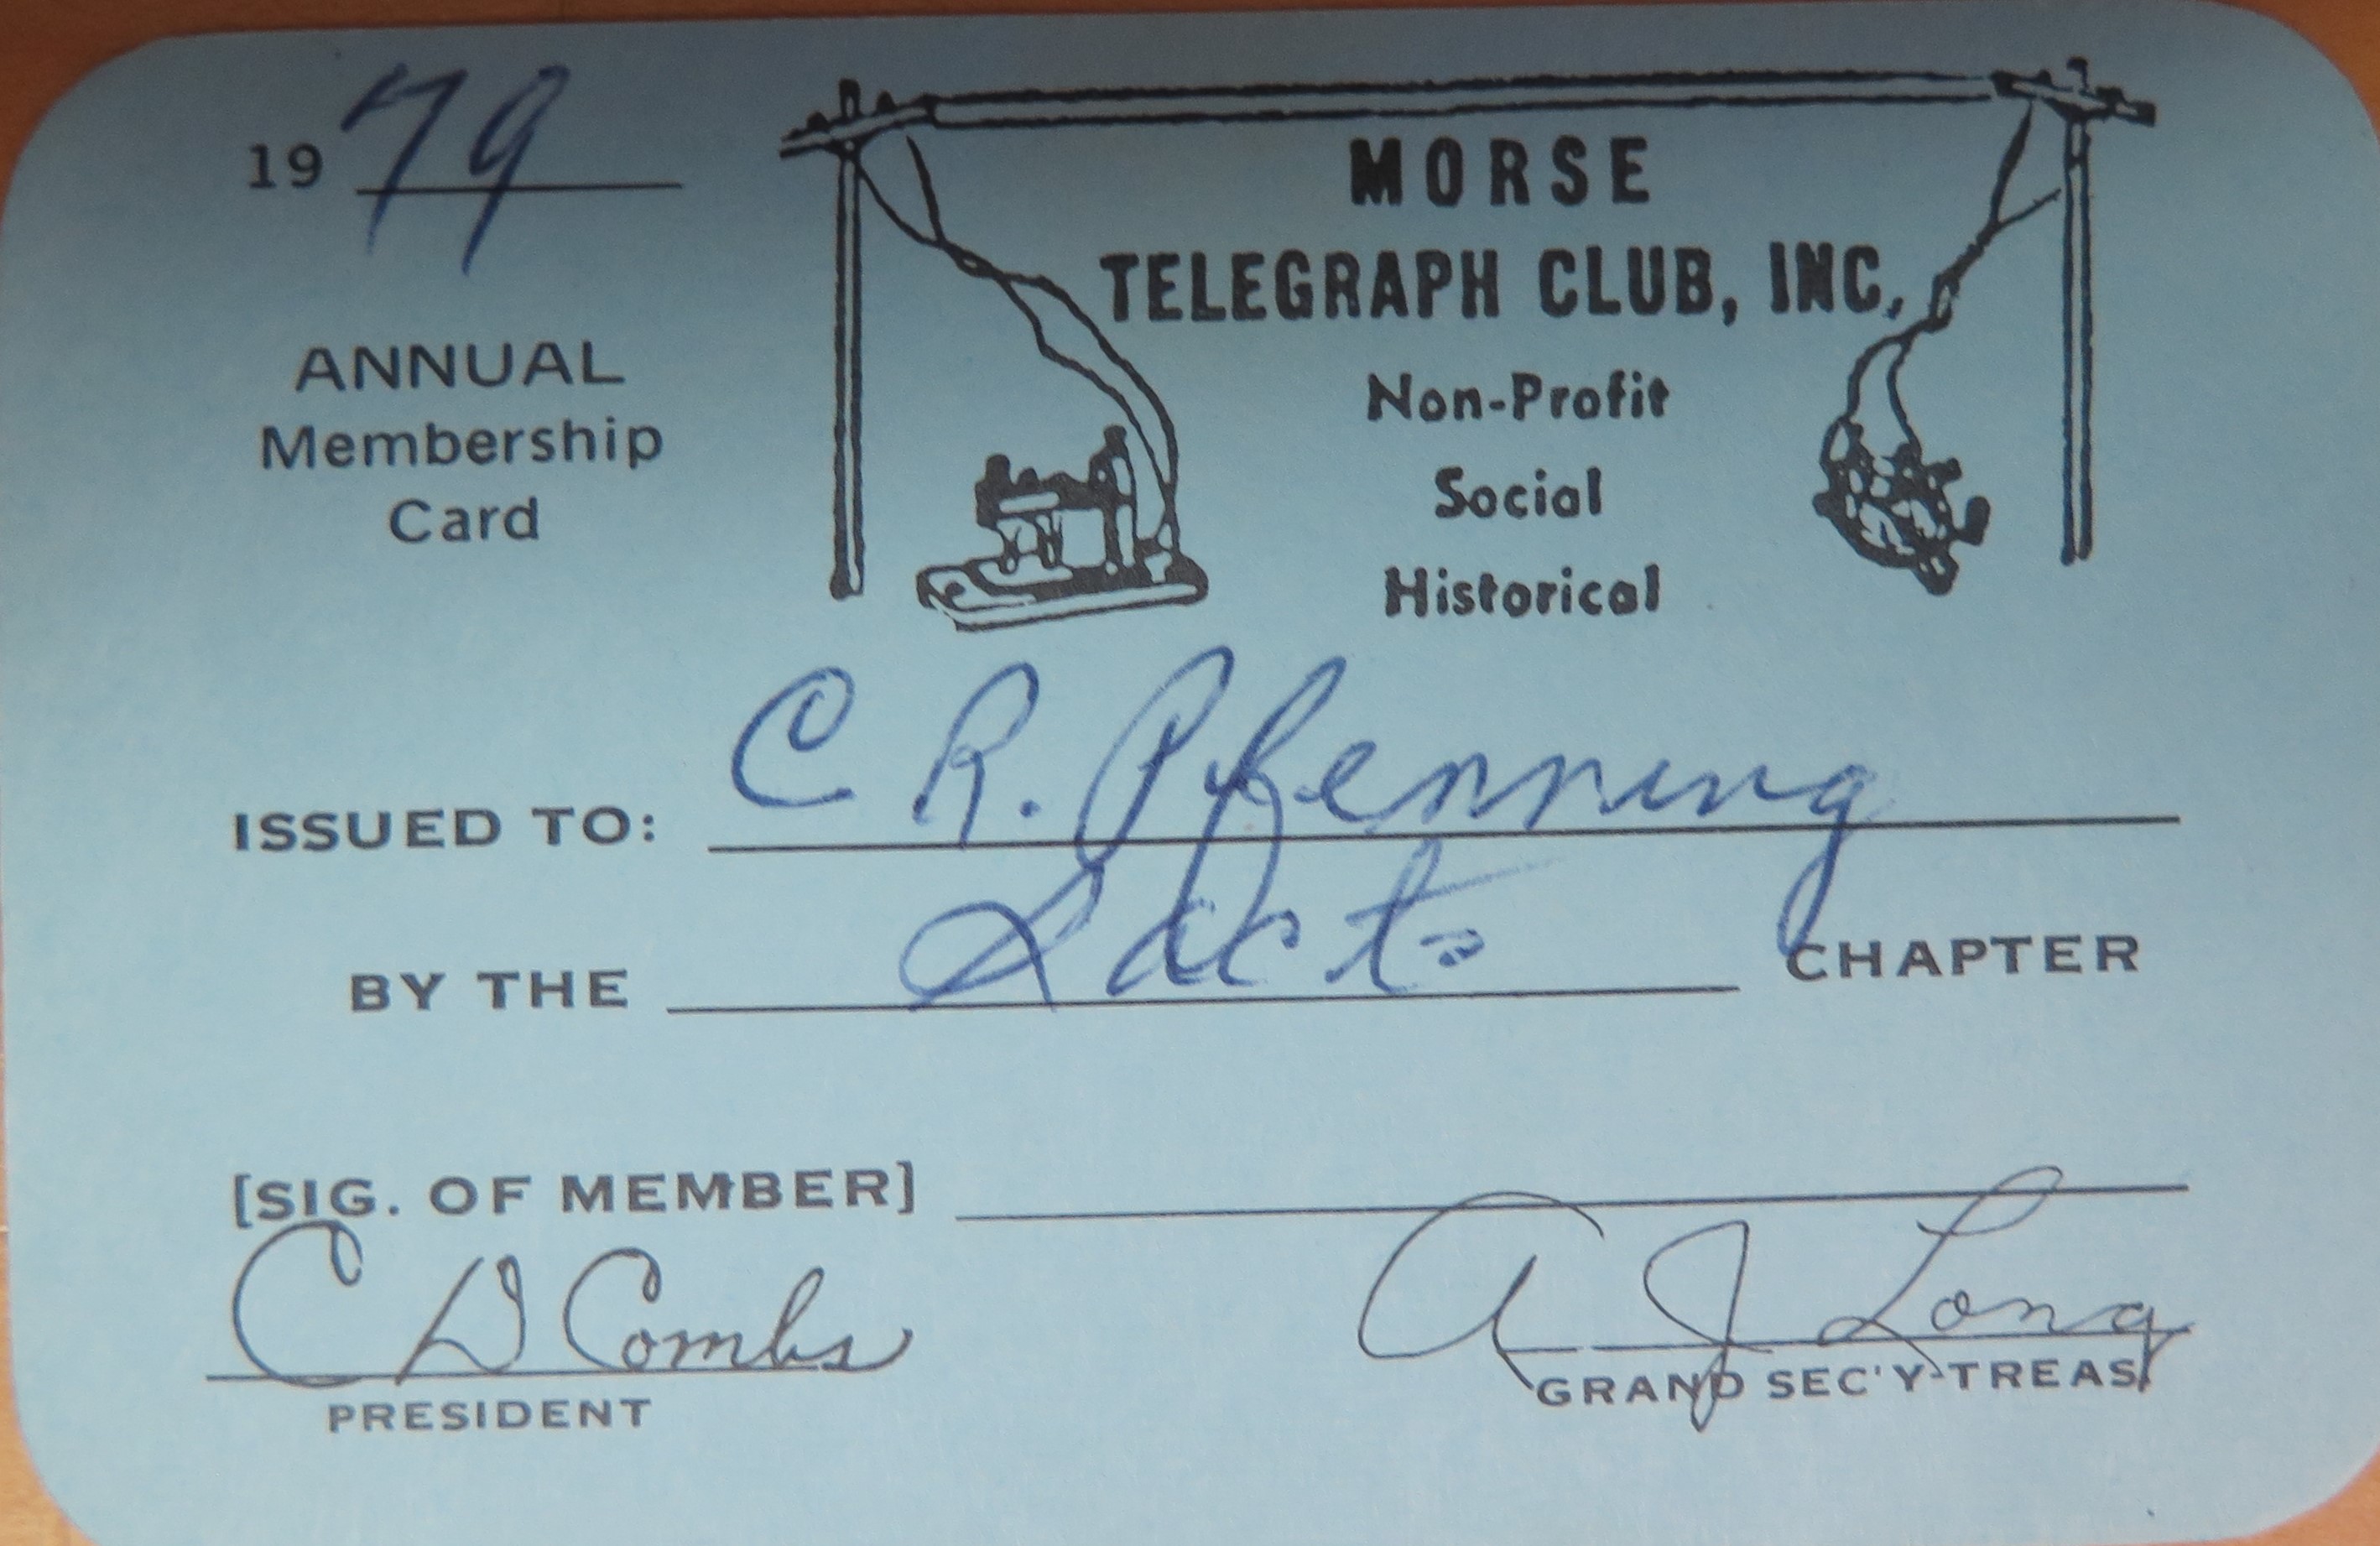 1979
ANNUAL
Membership
Card
MORSE
TELEGRAPH CLUB, INC.
Non-Profit
Social
Historical
ISSUED TO: C R. Pfenning
BY THE Sacto CHAPTER
[SIG. OF MEMBER]
C D Combs
PRESIDENT
A J Long
GRAND SEC'Y-TREAS